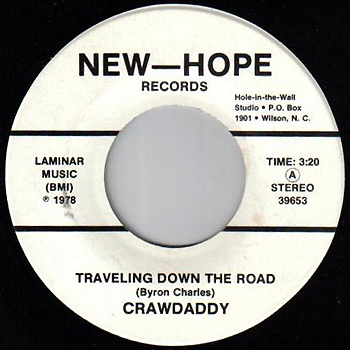 NEW—HOPE
RECORDS
Hole-in-the-Wall
Studio • P.O. Box
1901 • Wilson, N. C.
LAMINAR
MUSIC
(BMI)
℗ 1978
TIME: 3:20
A
STEREO
39653
TRAVELING DOWN THE ROAD
(Byron Charles)
CRAWDADDY